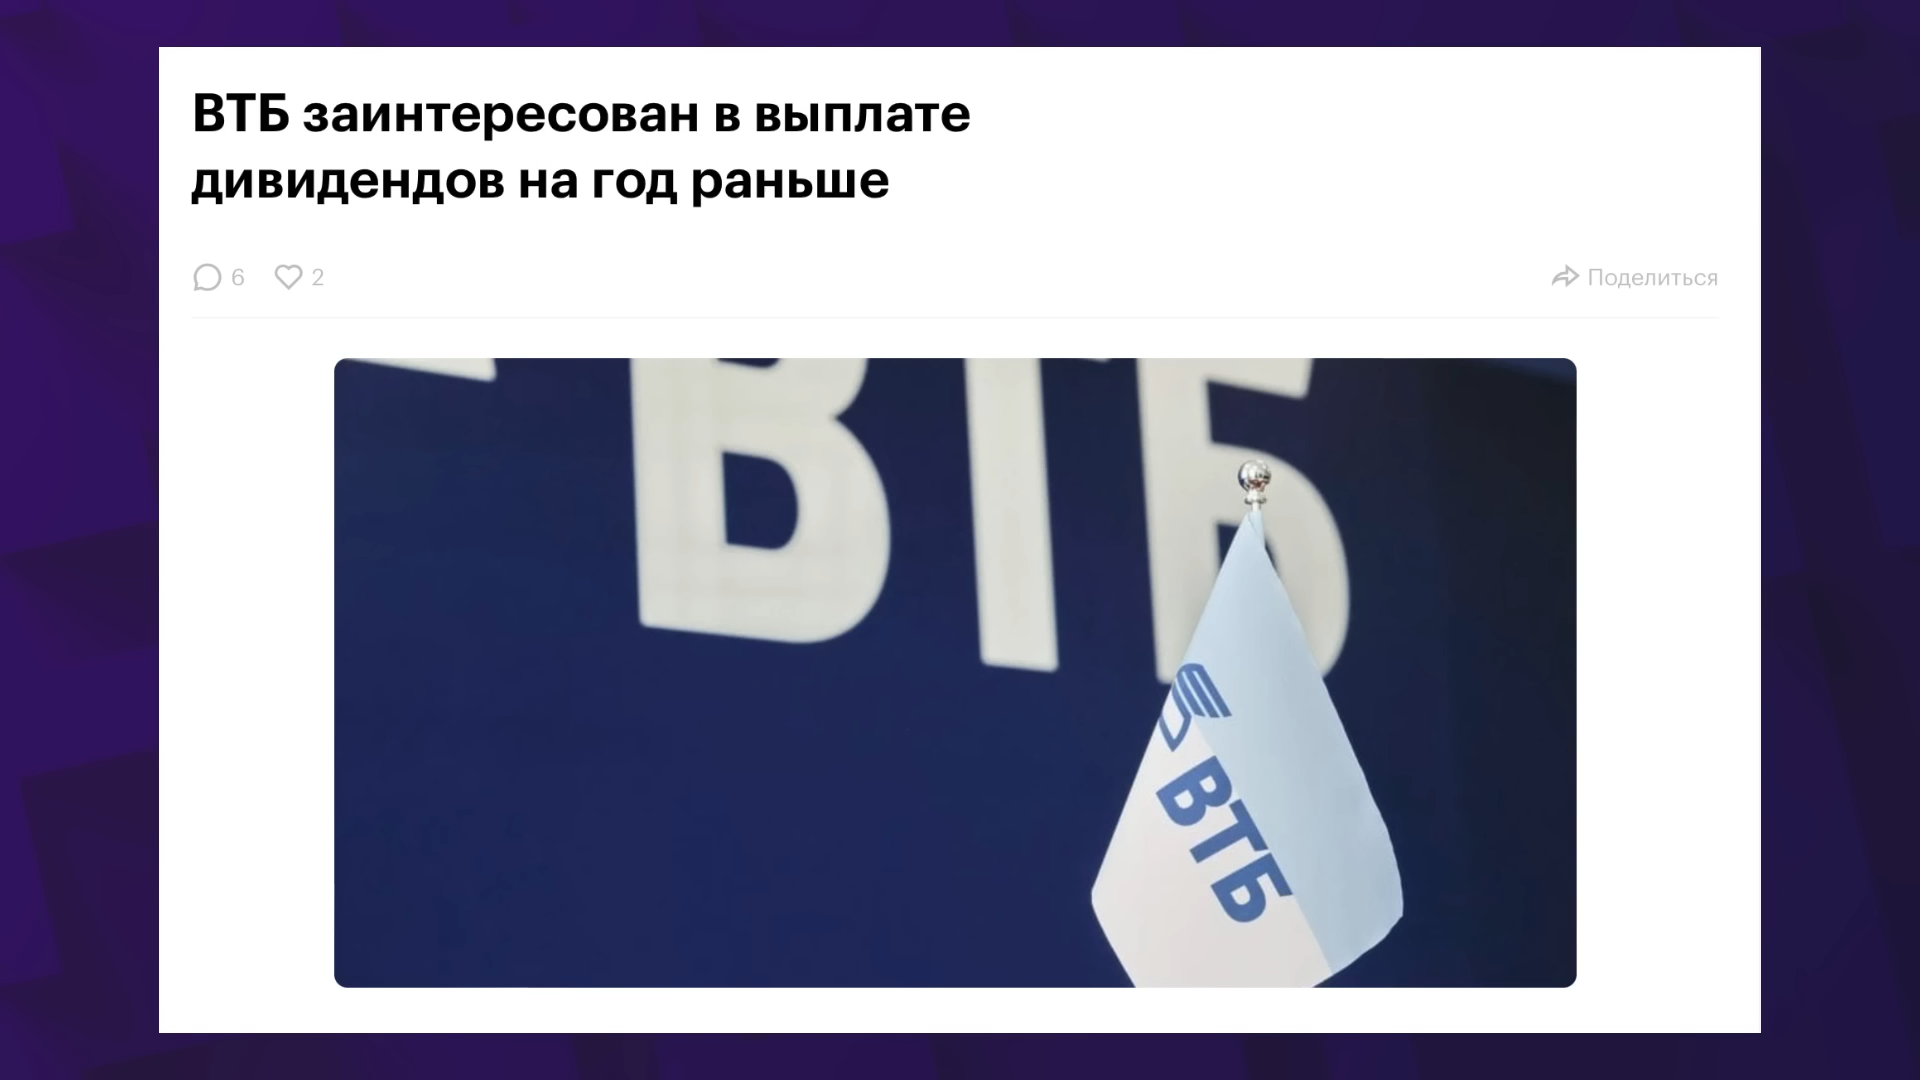 ВТБ заинтересован в выплате
дивидендов на год раньше
6 2 Поделиться
ВТБ
ВТБ